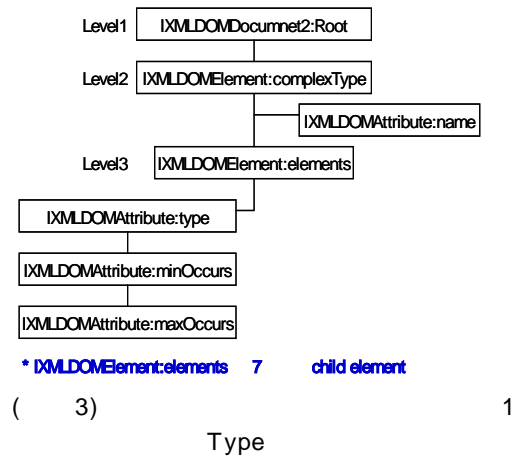 Level1 IXMLDOMDocumnet2:Root
Level2 IXMLDOMElement:complexType
IXMLDOMAttribute:name
Level3 IXMLDOMElement:elements
IXMLDOMAttribute:type
IXMLDOMAttribute:minOccurs
IXMLDOMAttribute:maxOccurs
* IXMLDOMElement:elements 7 child element
( 3) 1
Type